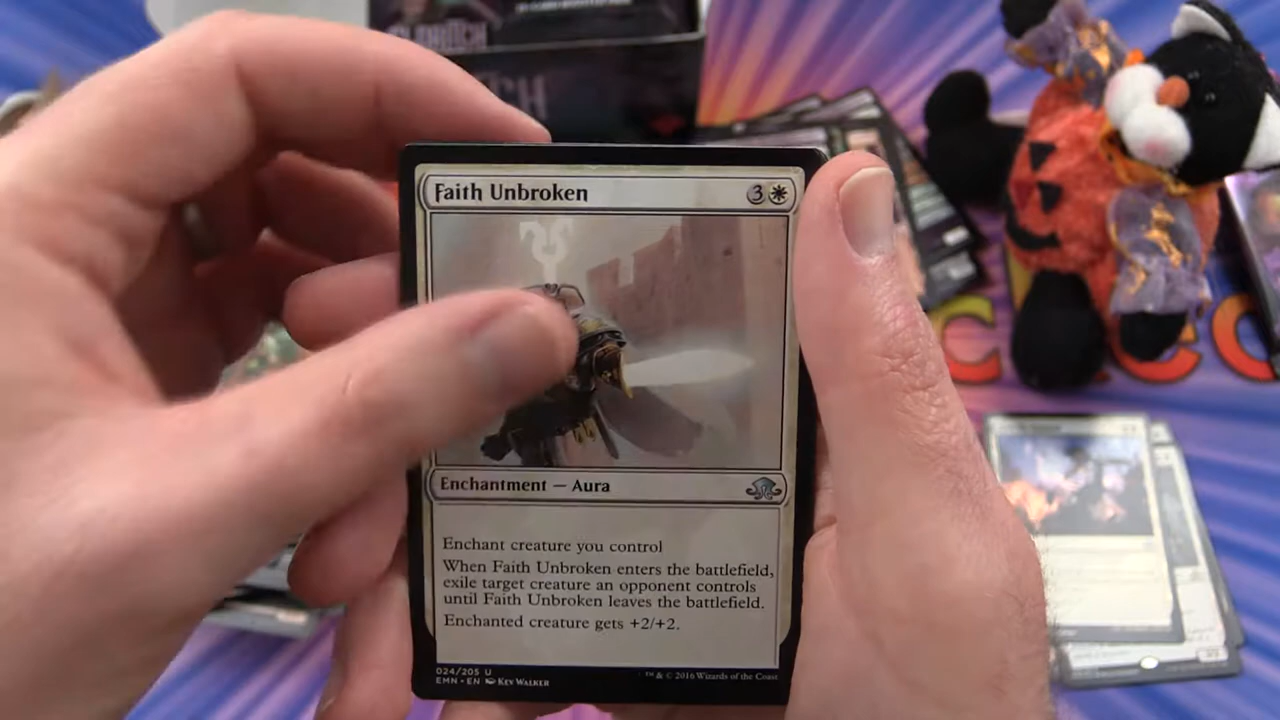 Faith Unbroken 3
Enchantment — Aura
Enchant creature you control
When Faith Unbroken enters the battlefield,
exile target creature an opponent controls
until Faith Unbroken leaves the battlefield.
Enchanted creature gets +2/+2.
024/205 U
EMN • EN Kev Walker
™ & © 2016 Wizards of the Coast